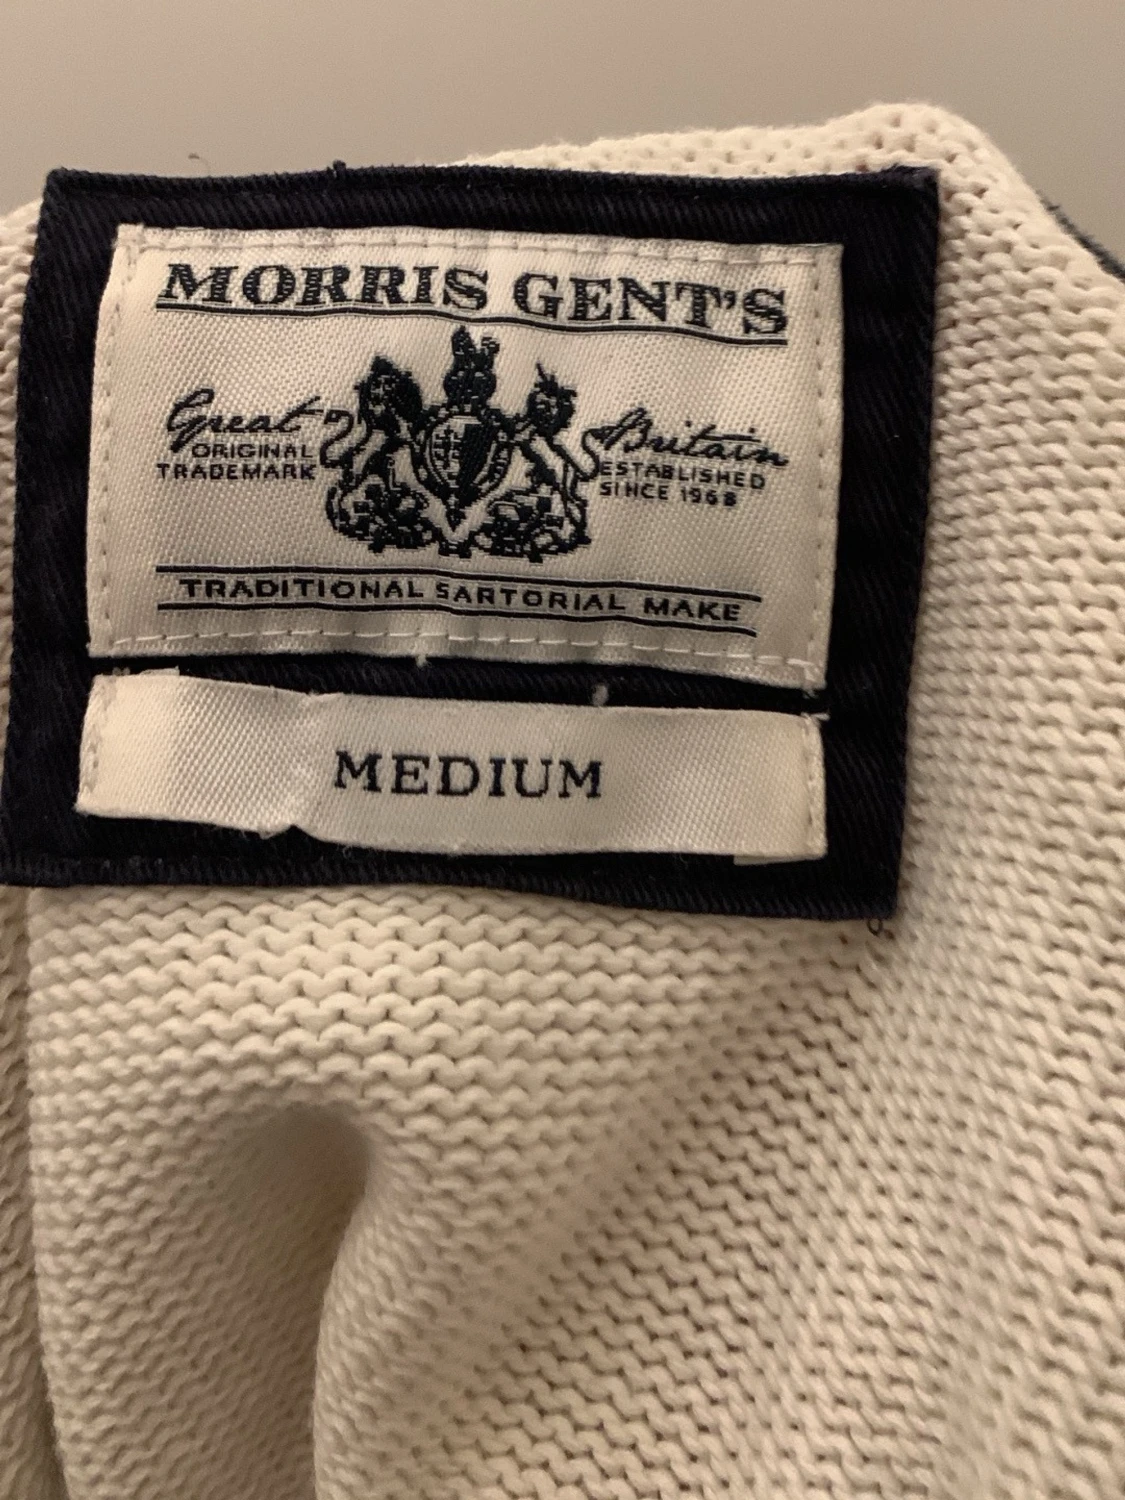 MORRIS GENT'S
Great Britain
ORIGINAL TRADEMARK
ESTABLISHED SINCE 1968
TRADITIONAL SARTORIAL MAKE
MEDIUM